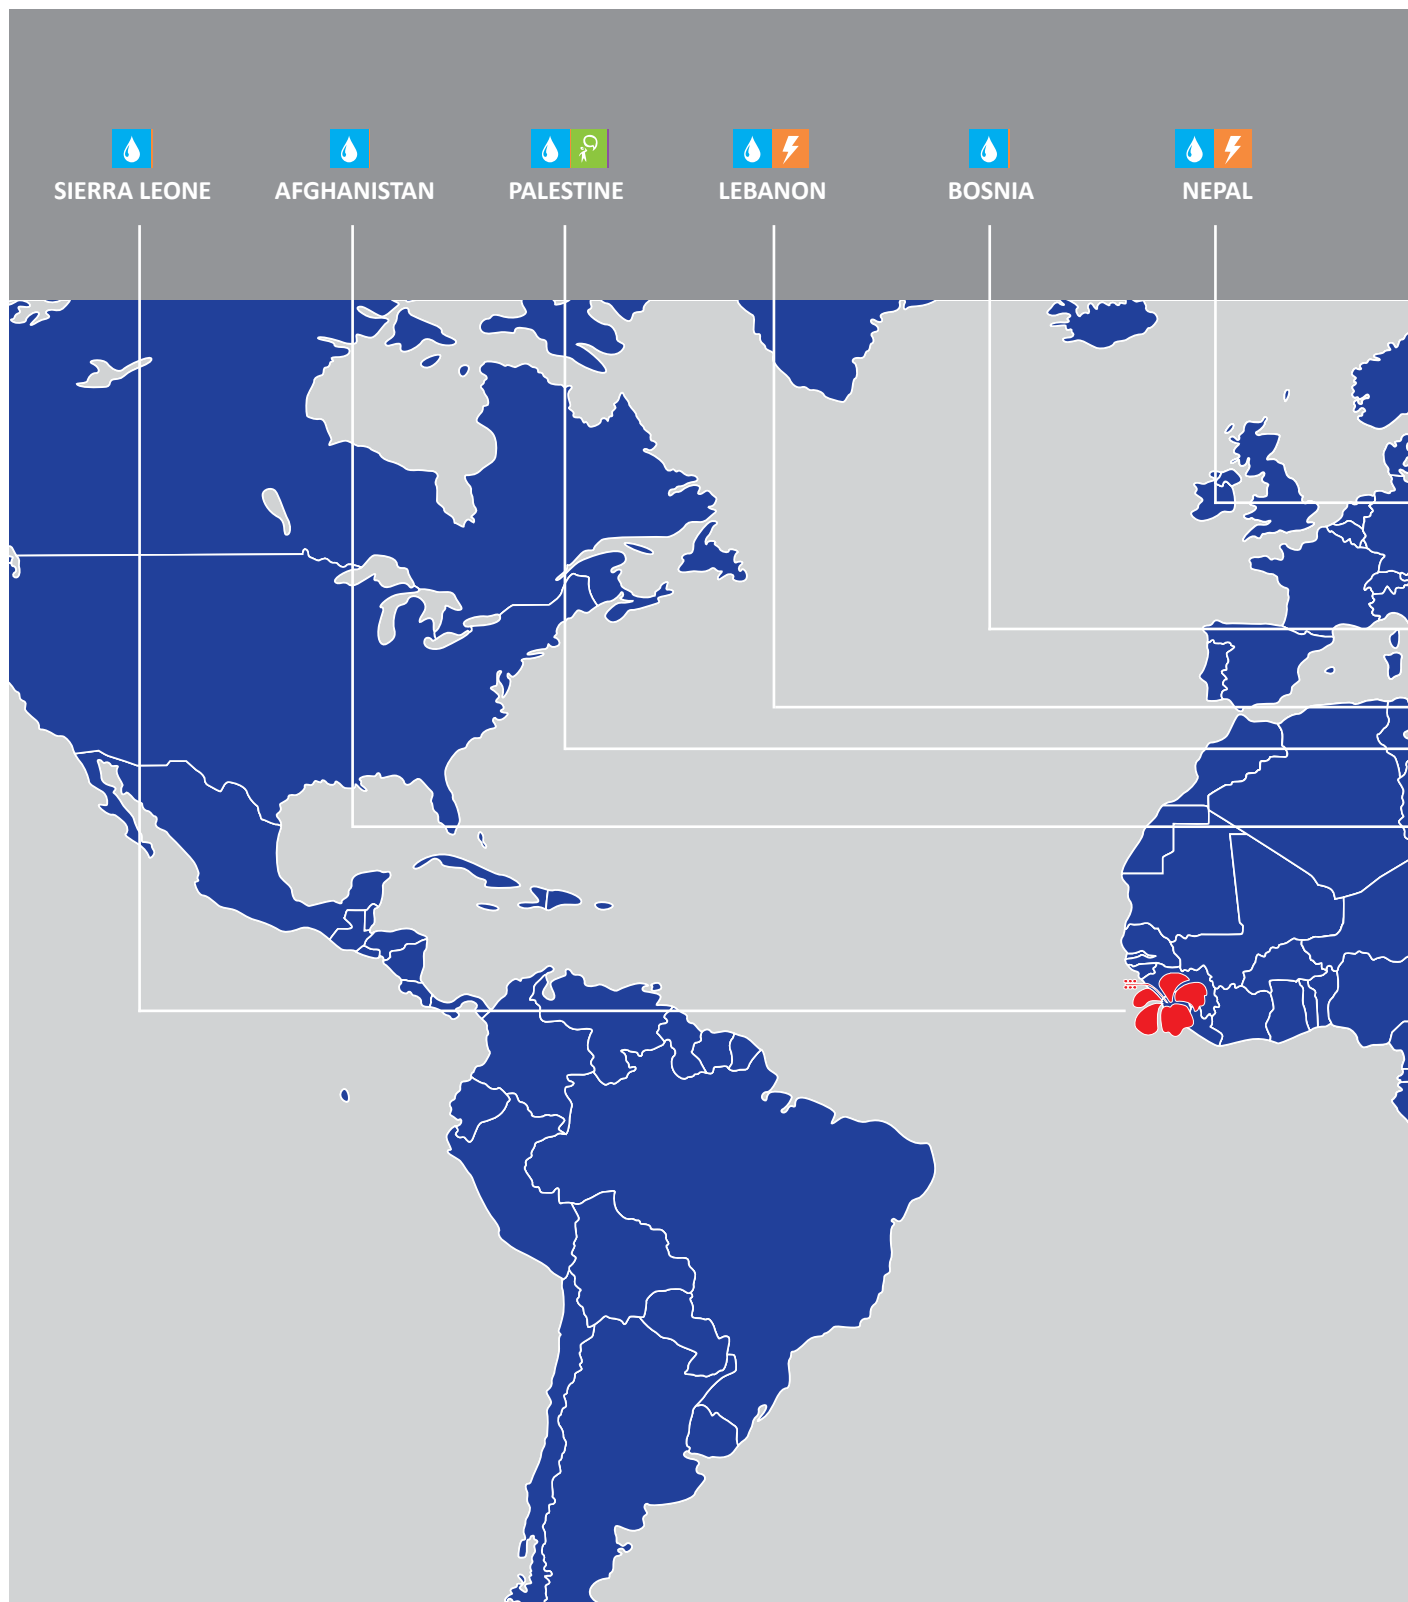 SIERRA LEONE
AFGHANISTAN
PALESTINE
LEBANON
BOSNIA
NEPAL